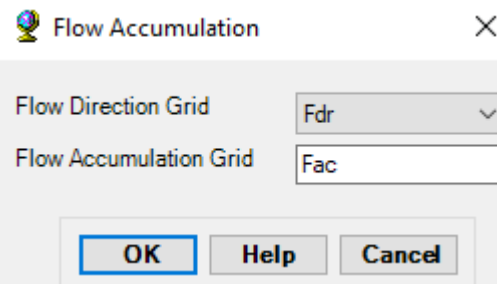 Flow Accumulation
Flow Direction Grid Fdr
Flow Accumulation Grid Fac
OK Help Cancel